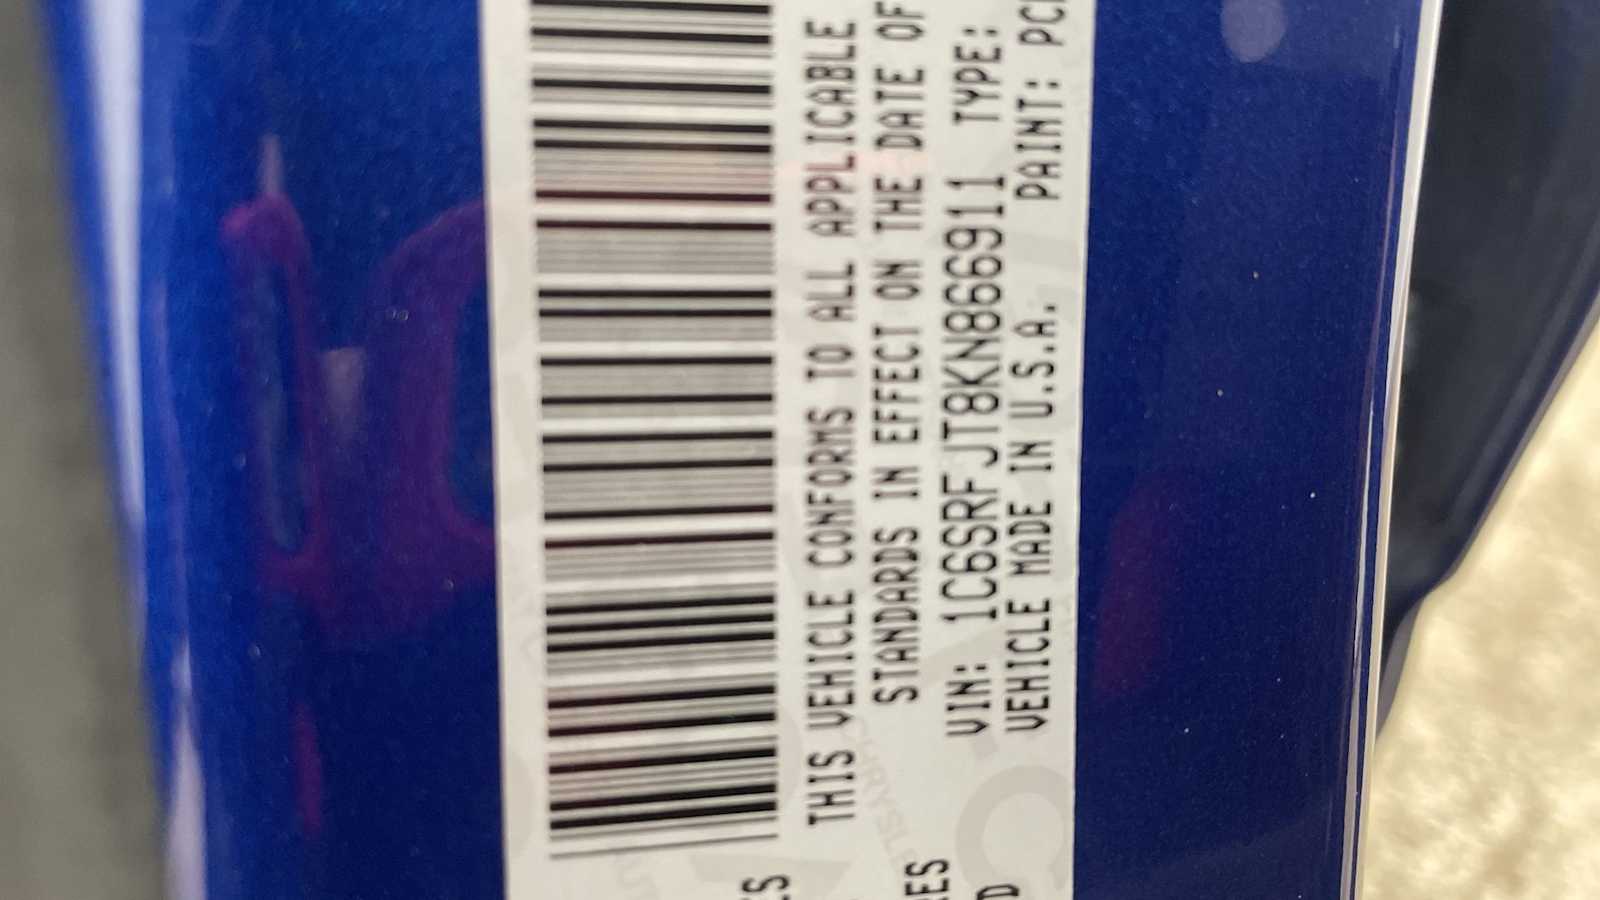 THIS VEHICLE CONFORMS TO ALL APPLICABLE
STANDARDS IN EFFECT ON THE DATE OF
VIN: 1C6SRFJT8KN866911 TYPE:
VEHICLE MADE IN U.S.A. PAINT: